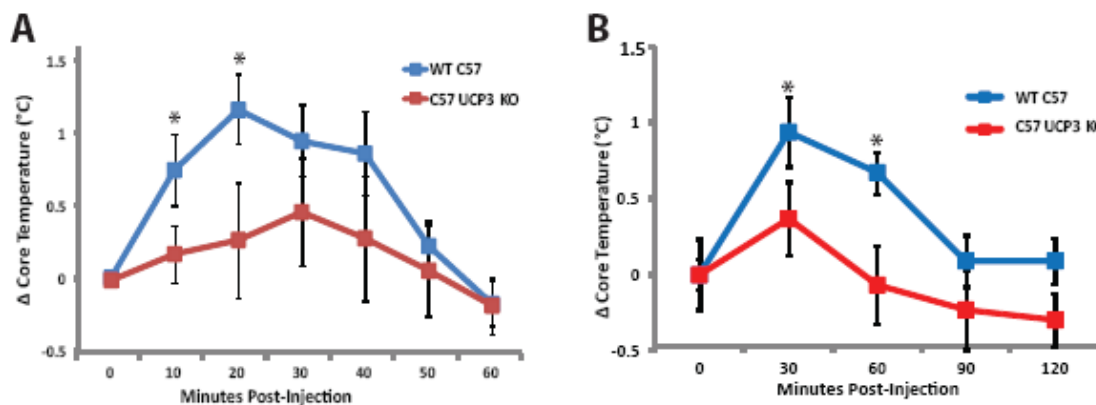 A
1.5
1
0.5
0
-0.5
Δ Core Temperature (°C)
*
*
WT C57
C57 UCP3 KO
0 10 20 30 40 50 60
Minutes Post-Injection
B
1.5
1
0.5
0
-0.5
Δ Core Temperature (°C)
*
*
WT C57
C57 UCP3 KO
0 30 60 90 120
Minutes Post-Injection